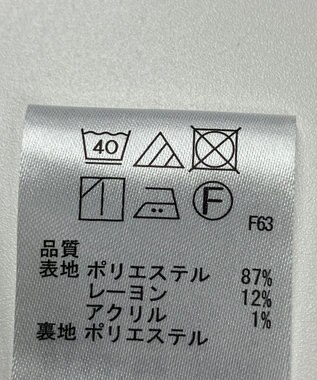 40
F
F63
品質
表地 ポリエステル 87%
レーヨン 12%
アクリル 1%
裏地 ポリエステル